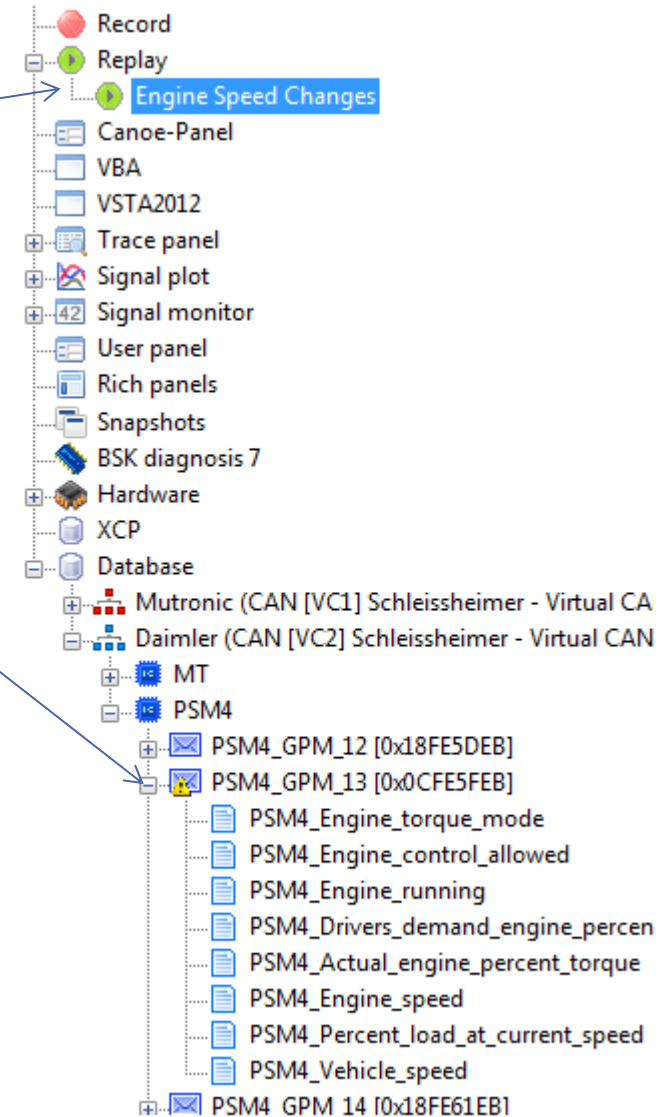 Record
Replay
Engine Speed Changes
Canoe-Panel
VBA
VSTA2012
Trace panel
Signal plot
42 Signal monitor
User panel
Rich panels
Snapshots
BSK diagnosis 7
Hardware
XCP
Database
Mutronic (CAN [VC1] Schleissheimer - Virtual CA
Daimler (CAN [VC2] Schleissheimer - Virtual CAN
MT
PSM4
PSM4_GPM_12 [0x18FE5DEB]
PSM4_GPM_13 [0x0CFE5FEB]
PSM4_Engine_torque_mode
PSM4_Engine_control_allowed
PSM4_Engine_running
PSM4_Drivers_demand_engine_percen
PSM4_Actual_engine_percent_torque
PSM4_Engine_speed
PSM4_Percent_load_at_current_speed
PSM4_Vehicle_speed
PSM4_GPM_14 [0x18FE61EB]